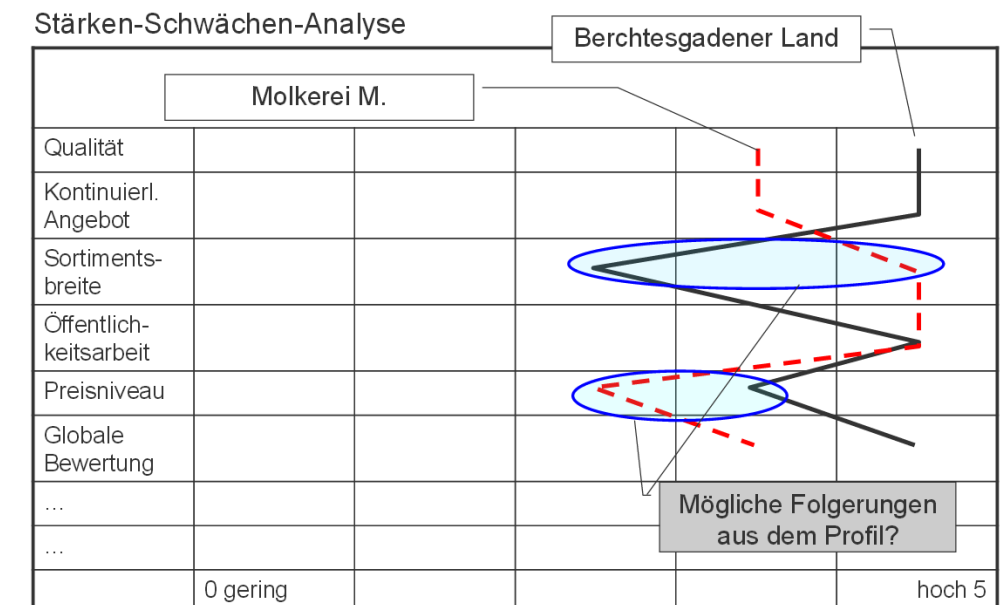 Stärken-Schwächen-Analyse
Berchtesgadener Land
Molkerei M.
Qualität
Kontinuierl.
Angebot
Sortiments-
breite
Öffentlich-
keitsarbeit
Preisniveau
Globale
Bewertung
…
…
Mögliche Folgerungen
aus dem Profil?
0 gering
hoch 5